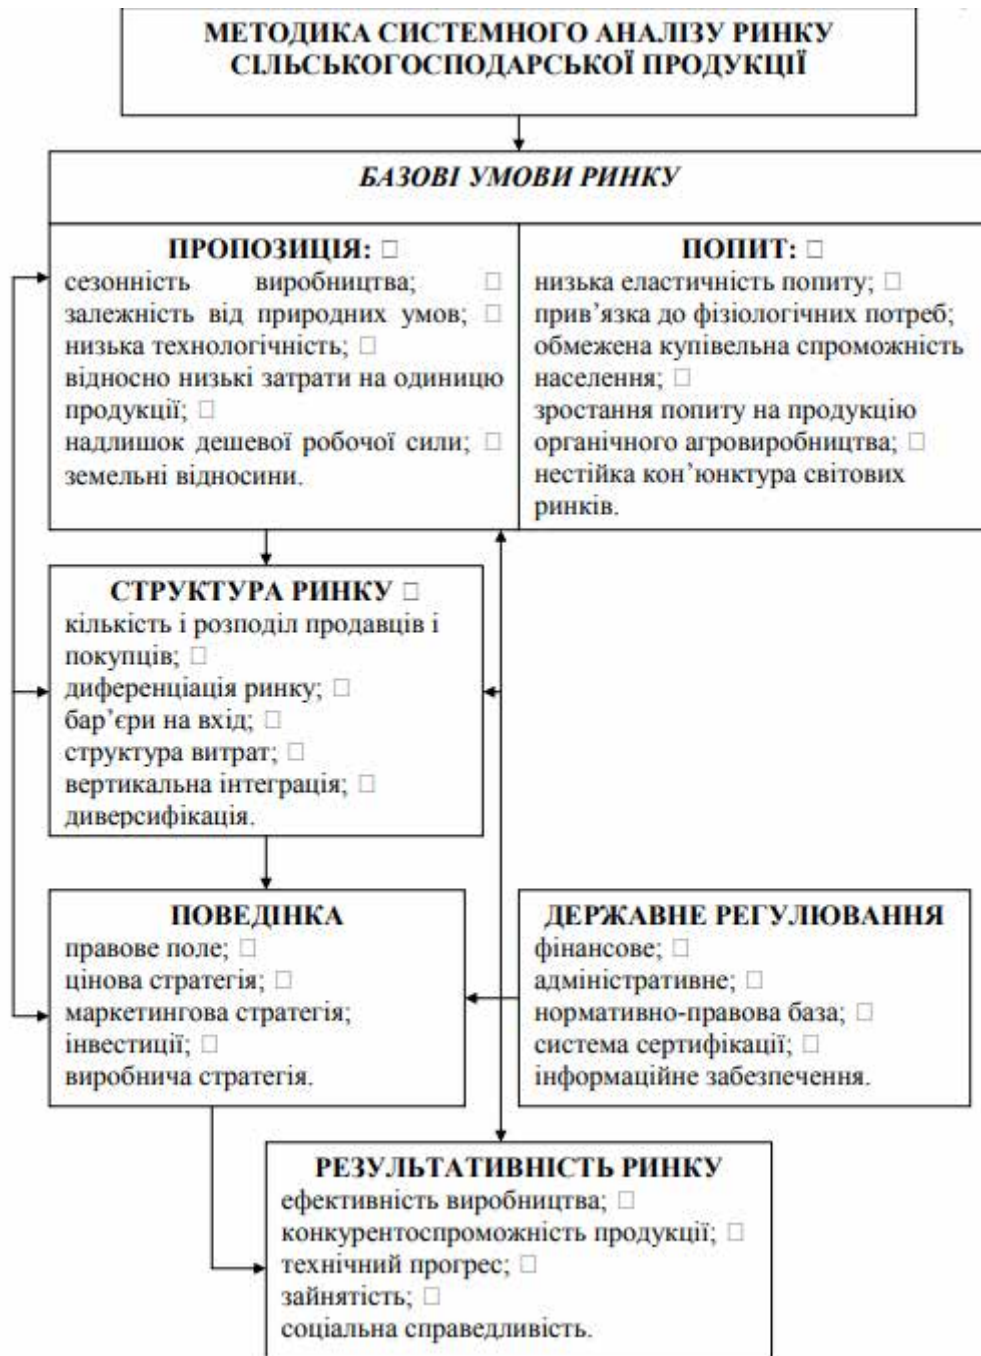 МЕТОДИКА СИСТЕМНОГО АНАЛІЗУ РИНКУ
СІЛЬСЬКОГОСПОДАРСЬКОЇ ПРОДУКЦІЇ
БАЗОВІ УМОВИ РИНКУ
ПРОПОЗИЦІЯ: □
сезонність виробництва; □
залежність від природних умов; □
низька технологічність; □
відносно низькі затрати на одиницю
продукції; □
надлишок дешевої робочої сили; □
земельні відносини.
ПОПИТ: □
низька еластичність попиту; □
прив’язка до фізіологічних потреб;
обмежена купівельна спроможність
населення; □
зростання попиту на продукцію
органічного агровиробництва; □
нестійка кон’юнктура світових
ринків.
СТРУКТУРА РИНКУ □
кількість і розподіл продавців і
покупців; □
диференціація ринку; □
бар’єри на вхід; □
структура витрат; □
вертикальна інтеграція; □
диверсифікація.
ПОВЕДІНКА
правове поле; □
цінова стратегія; □
маркетингова стратегія;
інвестиції; □
виробнича стратегія.
ДЕРЖАВНЕ РЕГУЛЮВАННЯ
фінансове; □
адміністративне; □
нормативно-правова база; □
система сертифікації; □
інформаційне забезпечення.
РЕЗУЛЬТАТИВНІСТЬ РИНКУ
ефективність виробництва; □
конкурентоспроможність продукції; □
технічний прогрес; □
зайнятість; □
соціальна справедливість.